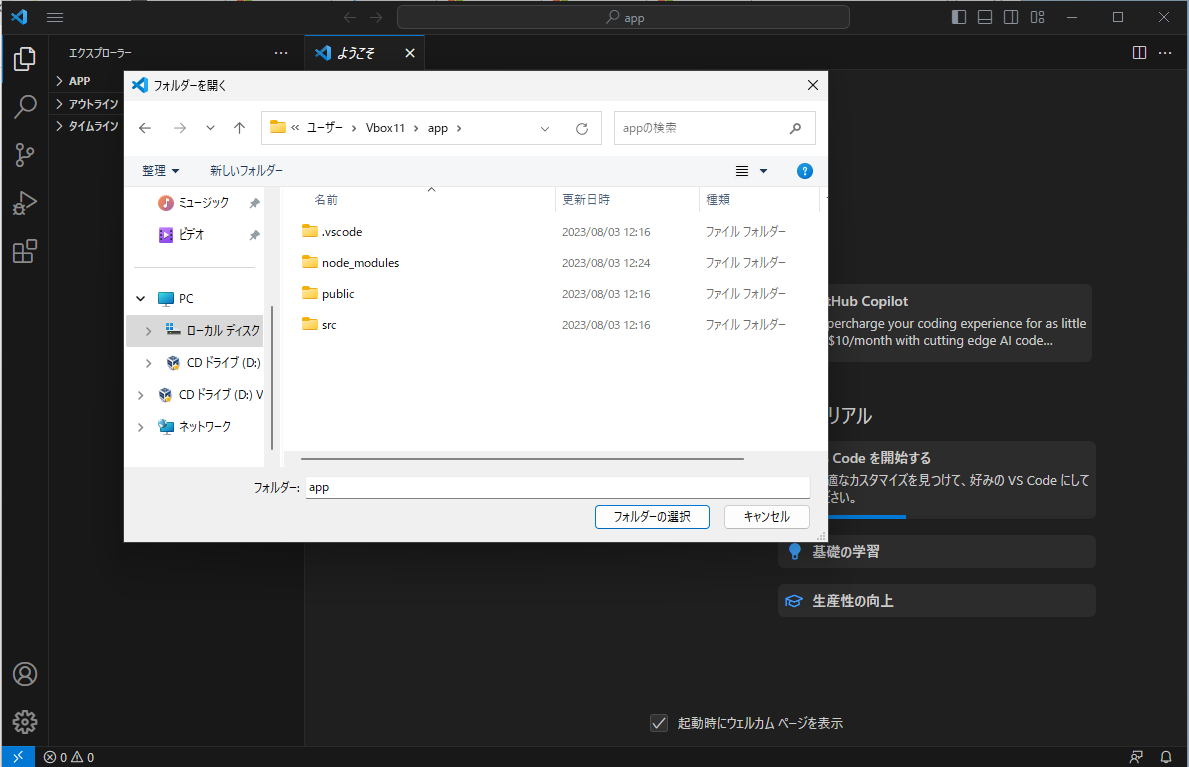 app
エクスプローラー
ようこそ
APP
アウトライン
タイムライン
フォルダーを開く
« ユーザー > Vbox11 > app >
appの検索
整理
新しいフォルダー
?
ミュージック
ビデオ
PC
ローカル ディスク
CD ドライブ (D:)
CD ドライブ (D:) V
ネットワーク
名前 更新日時 種類
.vscode 2023/08/03 12:16 ファイル フォルダー
node_modules 2023/08/03 12:24 ファイル フォルダー
public 2023/08/03 12:16 ファイル フォルダー
src 2023/08/03 12:16 ファイル フォルダー
フォルダー: app
フォルダーの選択
キャンセル
tHub Copilot
percharge your coding experience for as little
$10/month with cutting edge AI code...
リアル
Code を開始する
適なカスタマイズを見つけて、好みの VS Code にして
ださい。
基礎の学習
生産性の向上
起動時にウェルカム ページを表示
0 0